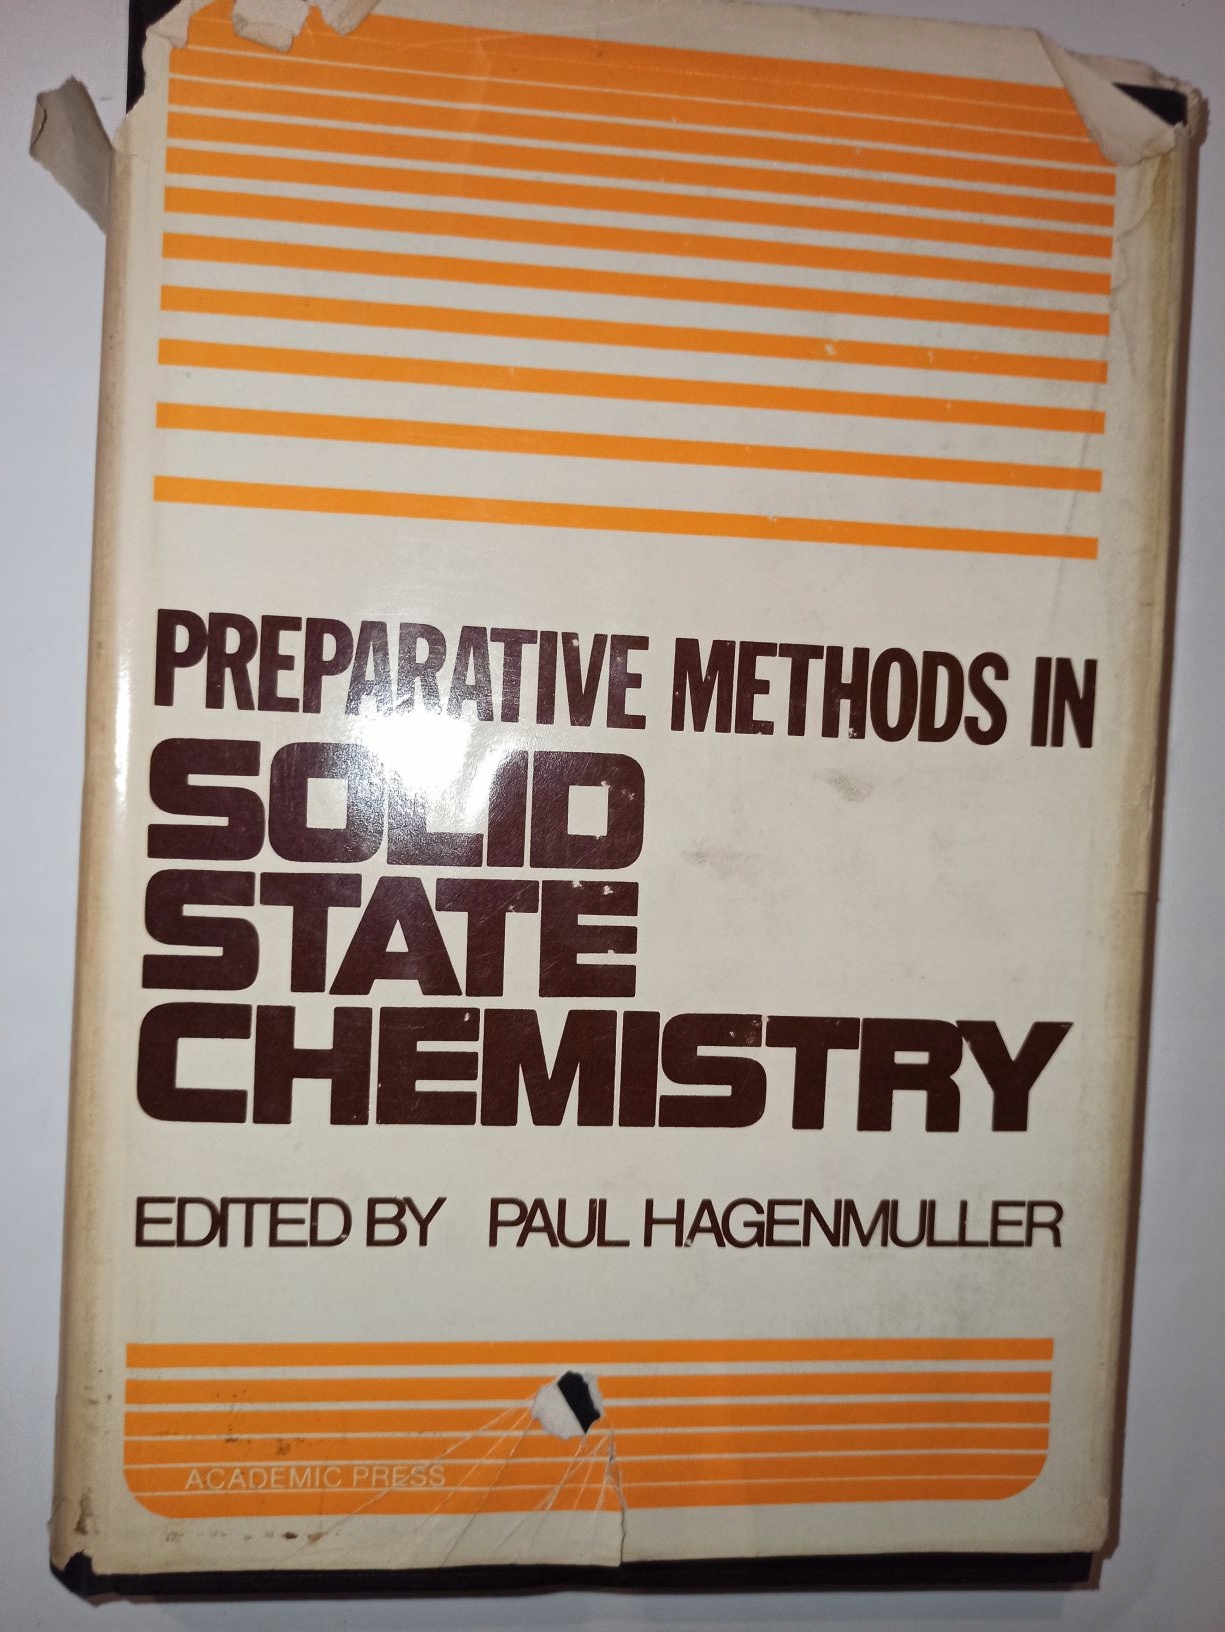 PREPARATIVE METHODS IN
SOLID
STATE
CHEMISTRY
EDITED BY PAUL HAGENMULLER
ACADEMIC PRESS